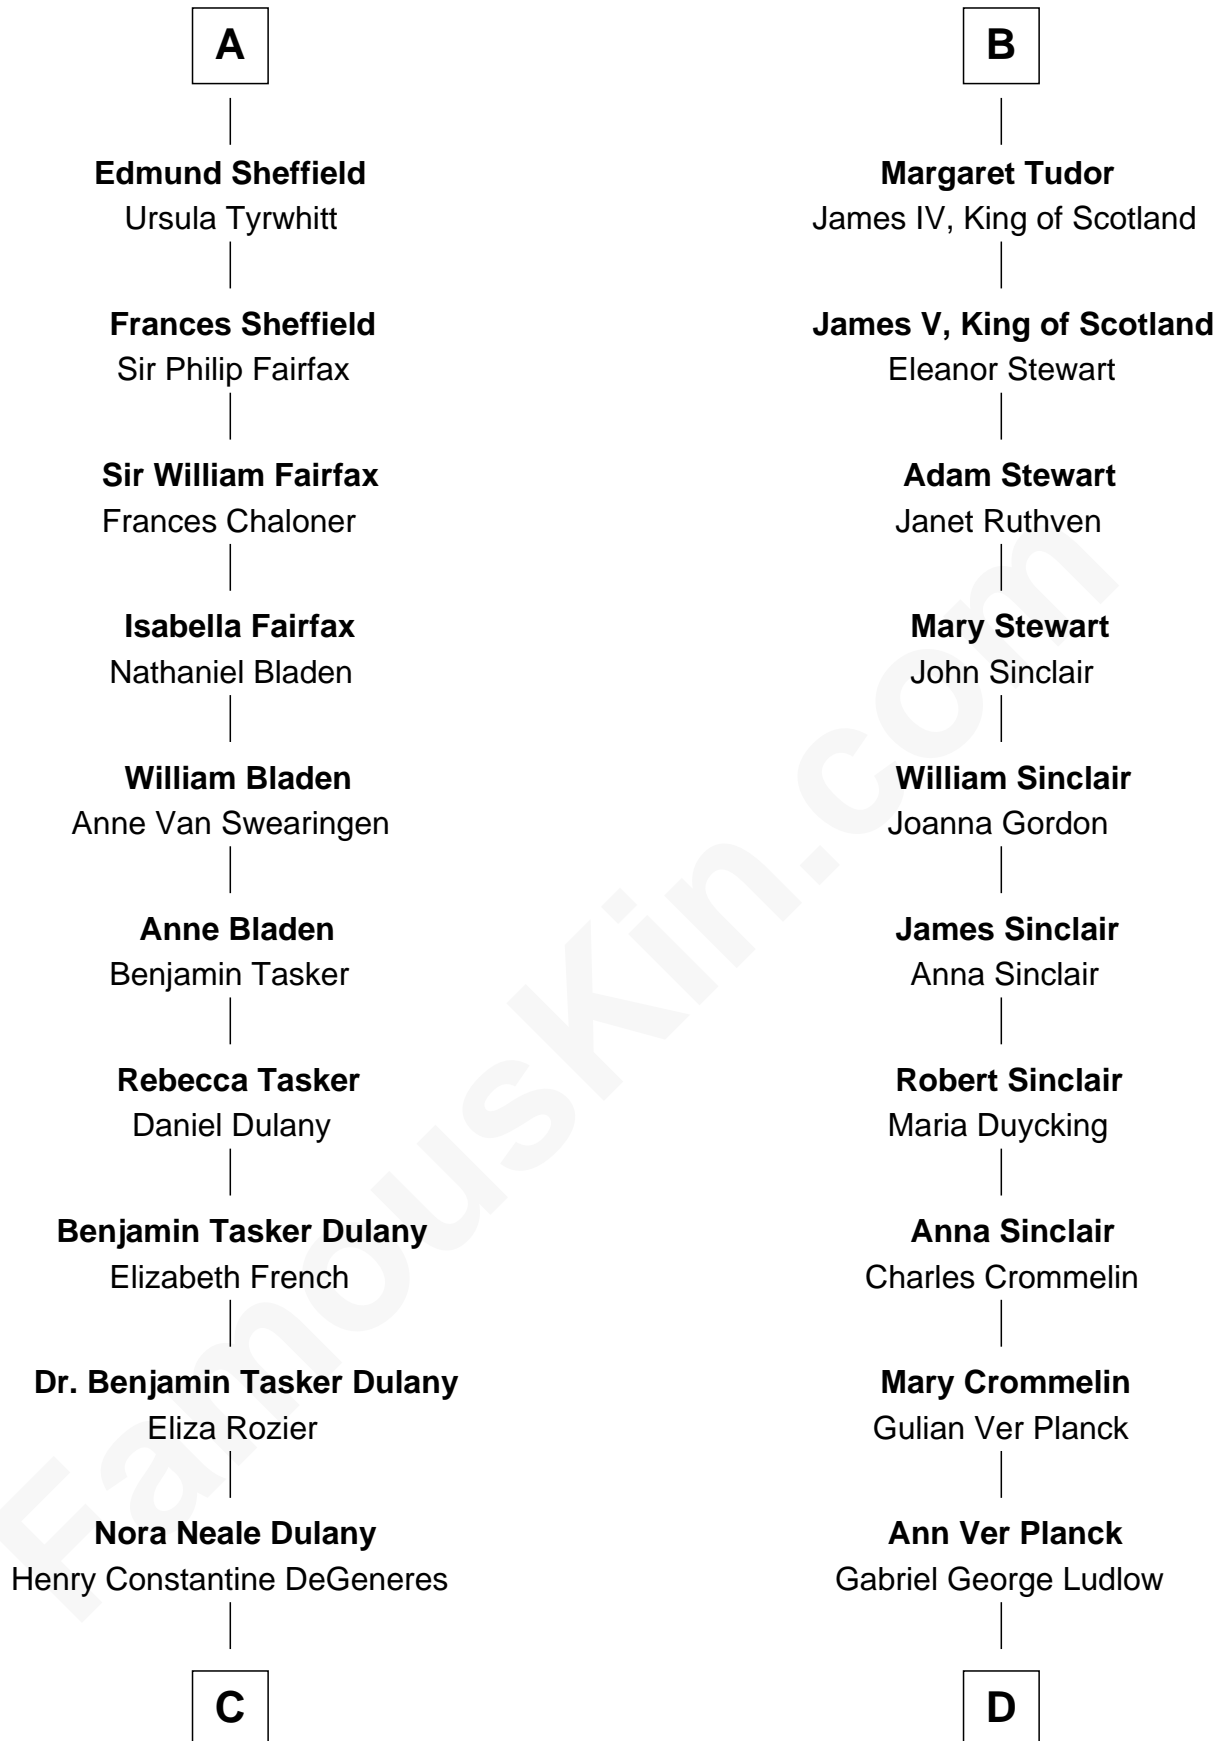 A
Edmund Sheffield
Ursula Tyrwhitt
Frances Sheffield
Sir Philip Fairfax
Sir William Fairfax
Frances Chaloner
Isabella Fairfax
Nathaniel Bladen
William Bladen
Anne Van Swearingen
Anne Bladen
Benjamin Tasker
Rebecca Tasker
Daniel Dulany
Benjamin Tasker Dulany
Elizabeth French
Dr. Benjamin Tasker Dulany
Eliza Rozier
Nora Neale Dulany
Henry Constantine DeGeneres
C
B
Margaret Tudor
James IV, King of Scotland
James V, King of Scotland
Eleanor Stewart
Adam Stewart
Janet Ruthven
Mary Stewart
John Sinclair
William Sinclair
Joanna Gordon
James Sinclair
Anna Sinclair
Robert Sinclair
Maria Duycking
Anna Sinclair
Charles Crommelin
Mary Crommelin
Gulian Ver Planck
Ann Ver Planck
Gabriel George Ludlow
D
FamousKin.com